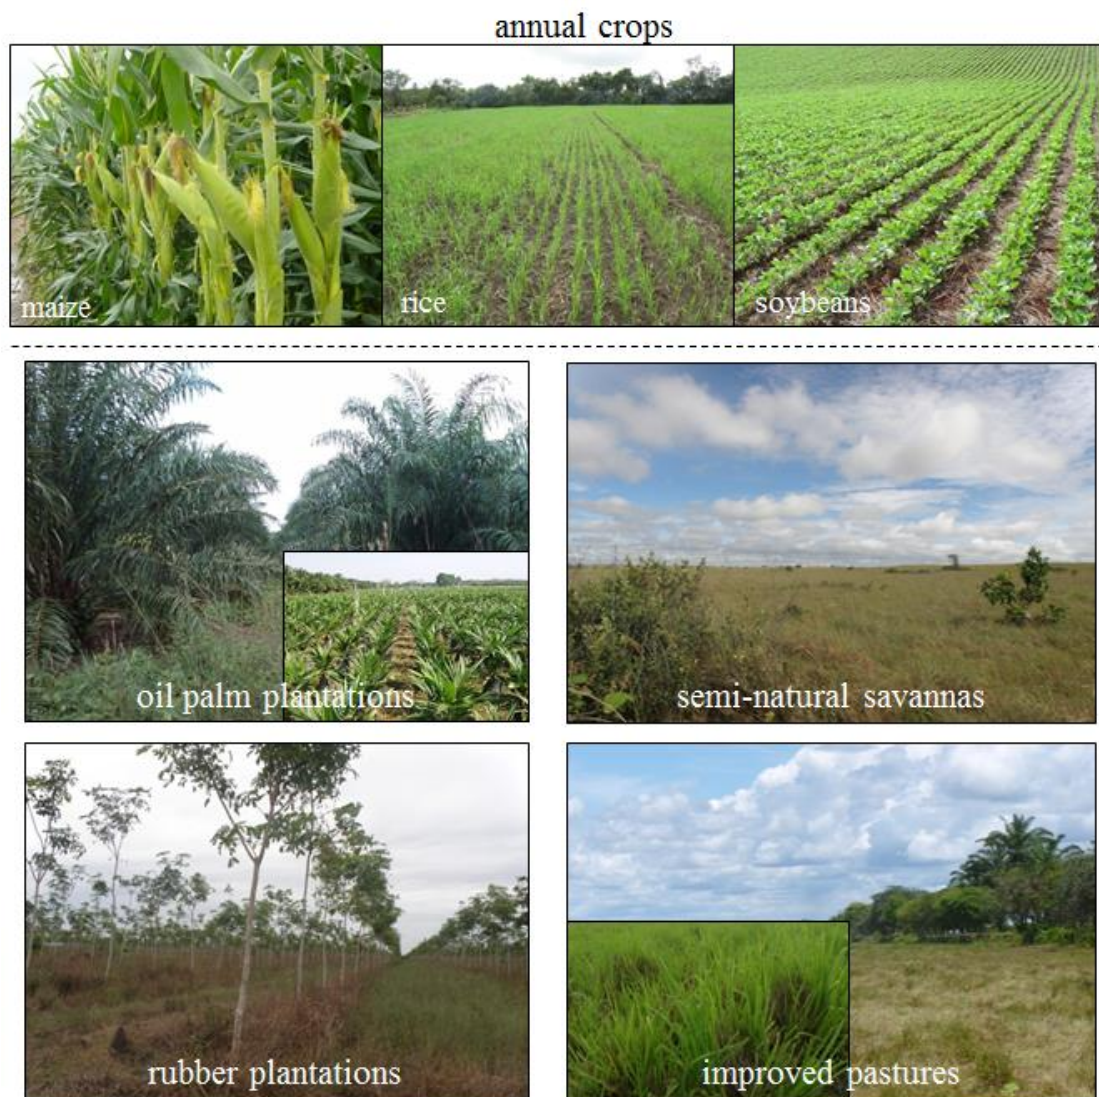 annual crops
maize
rice
soybeans
oil palm plantations
semi-natural savannas
rubber plantations
improved pastures